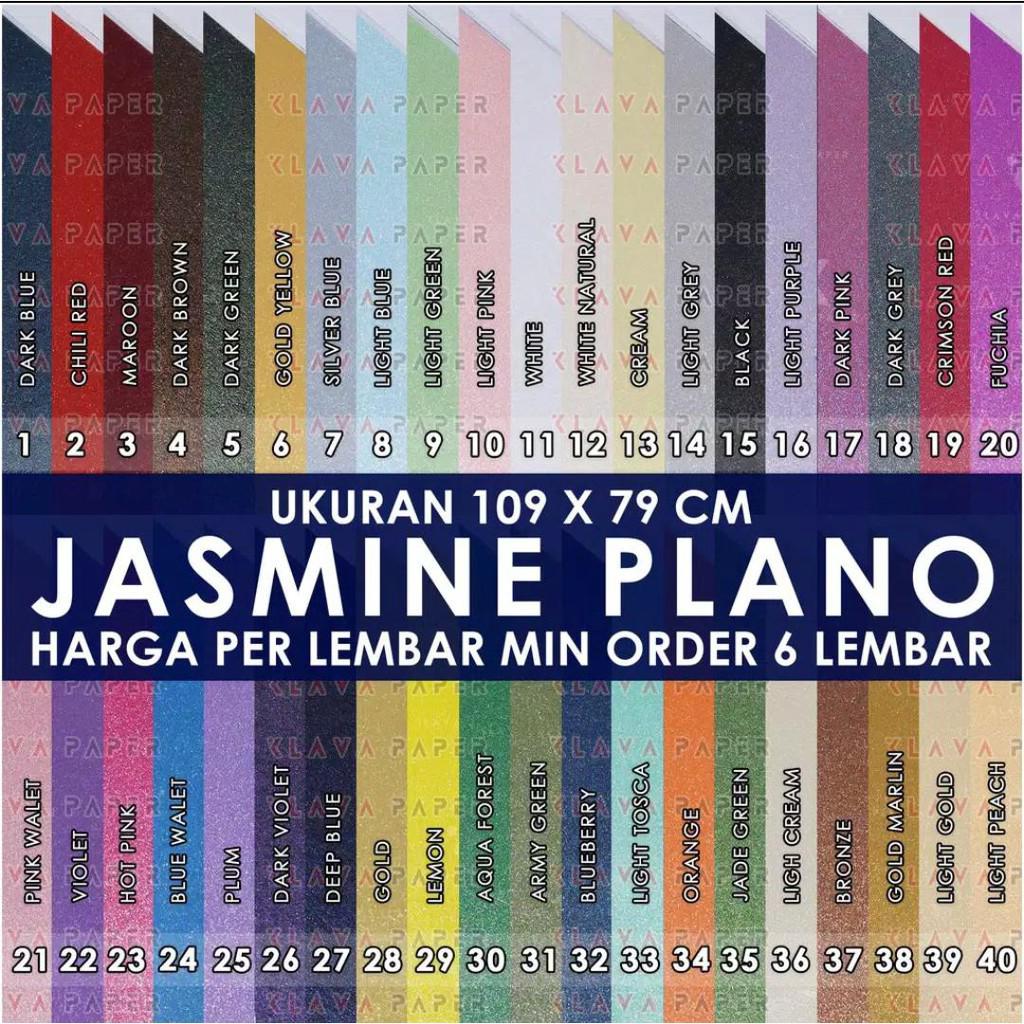 KLAVA PAPER
DARK BLUE
CHILI RED
MAROON
DARK BROWN
DARK GREEN
GOLD YELLOW
SILVER BLUE
LIGHT BLUE
LIGHT GREEN
LIGHT PINK
WHITE
WHITE NATURAL
CREAM
LIGHT GREY
BLACK
LIGHT PURPLE
DARK PINK
DARK GREY
CRIMSON RED
FUCHIA
1 2 3 4 5 6 7 8 9 10 11 12 13 14 15 16 17 18 19 20
UKURAN 109 X 79 CM
JASMINE PLANO
HARGA PER LEMBAR MIN ORDER 6 LEMBAR
PINK WALET
VIOLET
HOT PINK
BLUE WALET
PLUM
DARK VIOLET
DEEP BLUE
GOLD
LEMON
AQUA FOREST
ARMY GREEN
BLUEBERRY
LIGHT TOSCA
ORANGE
JADE GREEN
LIGH CREAM
BRONZE
GOLD MARLIN
LIGHT GOLD
LIGHT PEACH
21 22 23 24 25 26 27 28 29 30 31 32 33 34 35 36 37 38 39 40